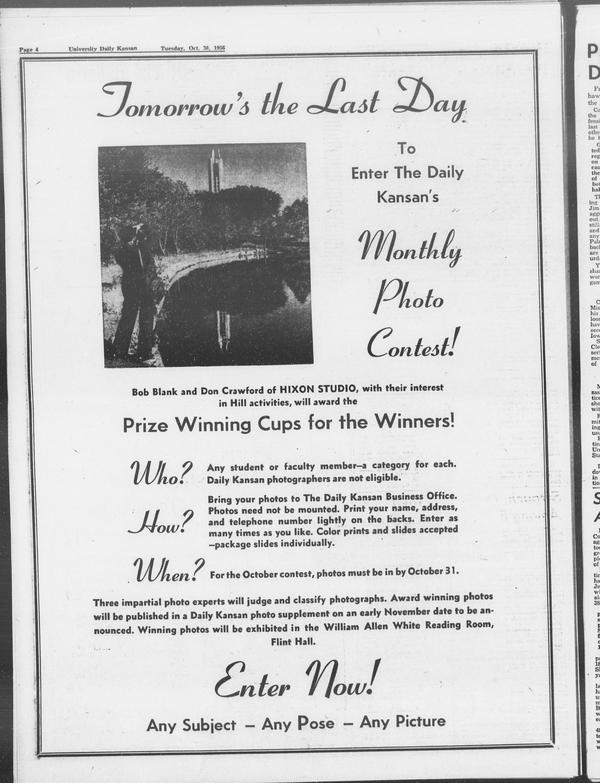 Page 4 University Daily Kansan Tuesday, Oct. 30, 1956
Tomorrow's the Last Day
To
Enter The Daily
Kansan's
Monthly
Photo
Contest!
Bob Blank and Don Crawford of HIXON STUDIO, with their interest
in Hill activities, will award the
Prize Winning Cups for the Winners!
Who? Any student or faculty member—a category for each.
Daily Kansan photographers are not eligible.
How? Bring your photos to The Daily Kansan Business Office.
Photos need not be mounted. Print your name, address,
and telephone number lightly on the backs. Enter as
many times as you like. Color prints and slides accepted
—package slides individually.
When? For the October contest, photos must be in by October 31.
Three impartial photo experts will judge and classify photographs. Award winning photos
will be published in a Daily Kansan photo supplement on an early November date to be an-
nounced. Winning photos will be exhibited in the William Allen White Reading Room,
Flint Hall.
Enter Now!
Any Subject — Any Pose — Any Picture